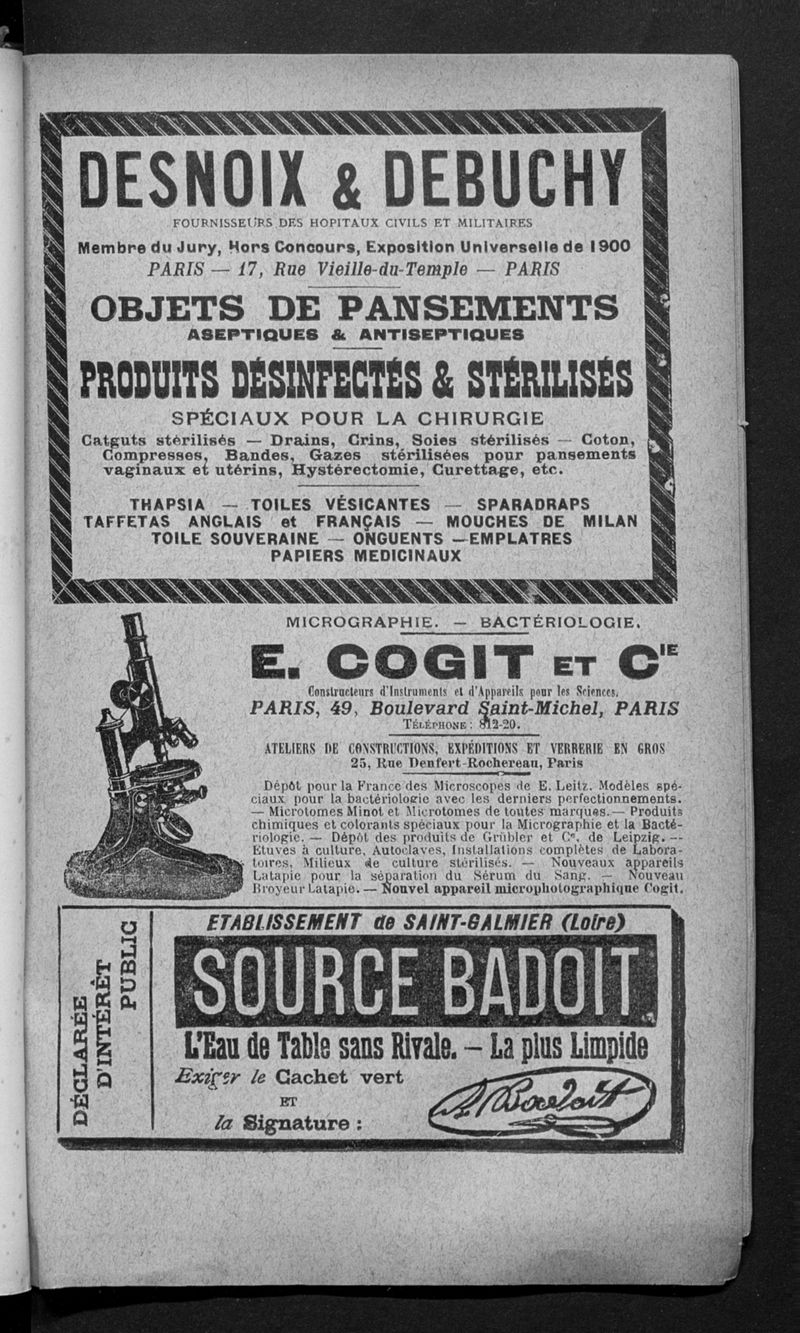 DESNOIX & DEBUCHY
FOURNISSEURS DES HOPITAUX CIVILS ET MILITAIRES
Membre du Jury, Hors Concours, Exposition Universelle de 1900
PARIS — 17, Rue Vieille-du-Temple — PARIS
OBJETS DE PANSEMENTS
ASEPTIQUES & ANTISEPTIQUES
PRODUITS DÉSINFECTÉS & STÉRILISÉS
SPÉCIAUX POUR LA CHIRURGIE
Catguts stérilisés — Drains, Crins, Soies stérilisés — Coton,
Compresses, Bandes, Gazes stérilisées pour pansements
vaginaux et utérins, Hystérectomie, Curettage, etc.
THAPSIA — TOILES VÉSICANTES — SPARADRAPS
TAFFETAS ANGLAIS et FRANÇAIS — MOUCHES DE MILAN
TOILE SOUVERAINE — ONGUENTS —EMPLATRES
PAPIERS MEDICINAUX
MICROGRAPHIE. — BACTÉRIOLOGIE.
E. COGIT ET CIE
Constructeurs d'Instruments et d'Appareils pour les Sciences.
PARIS, 49, Boulevard Saint-Michel, PARIS
TÉLÉPHONE : 812-20.
ATELIERS DE CONSTRUCTIONS, EXPÉDITIONS ET VERRERIE EN GROS
25, Rue Denfert-Rochereau, Paris
Dépôt pour la France des Microscopes de E. Leitz. Modèles spé-
ciaux pour la bactériologie avec les derniers perfectionnements.
— Microtomes Minot et Microtomes de toutes marques. — Produits
chimiques et colorants spéciaux pour la Micrographie et la Bacté-
riologie. — Dépôt des produits de Grübler et Co. de Leipzig. —
Etuves à culture, Autoclaves, Installations complètes de Labora-
toires, Milieux de culture stérilisés. — Nouveaux appareils
Latapie pour la séparation du Sérum du Sang. — Nouveau
Broyeur Latapie. — Nouvel appareil microphotographique Cogit.
DÉCLARÉE
D'INTÉRÊT
PUBLIC
ETABLISSEMENT de SAINT-GALMIER (Loire)
SOURCE BADOIT
L'Eau de Table sans Rivale. — La plus Limpide
Exiger le Cachet vert
ET
la Signature :
Badoit